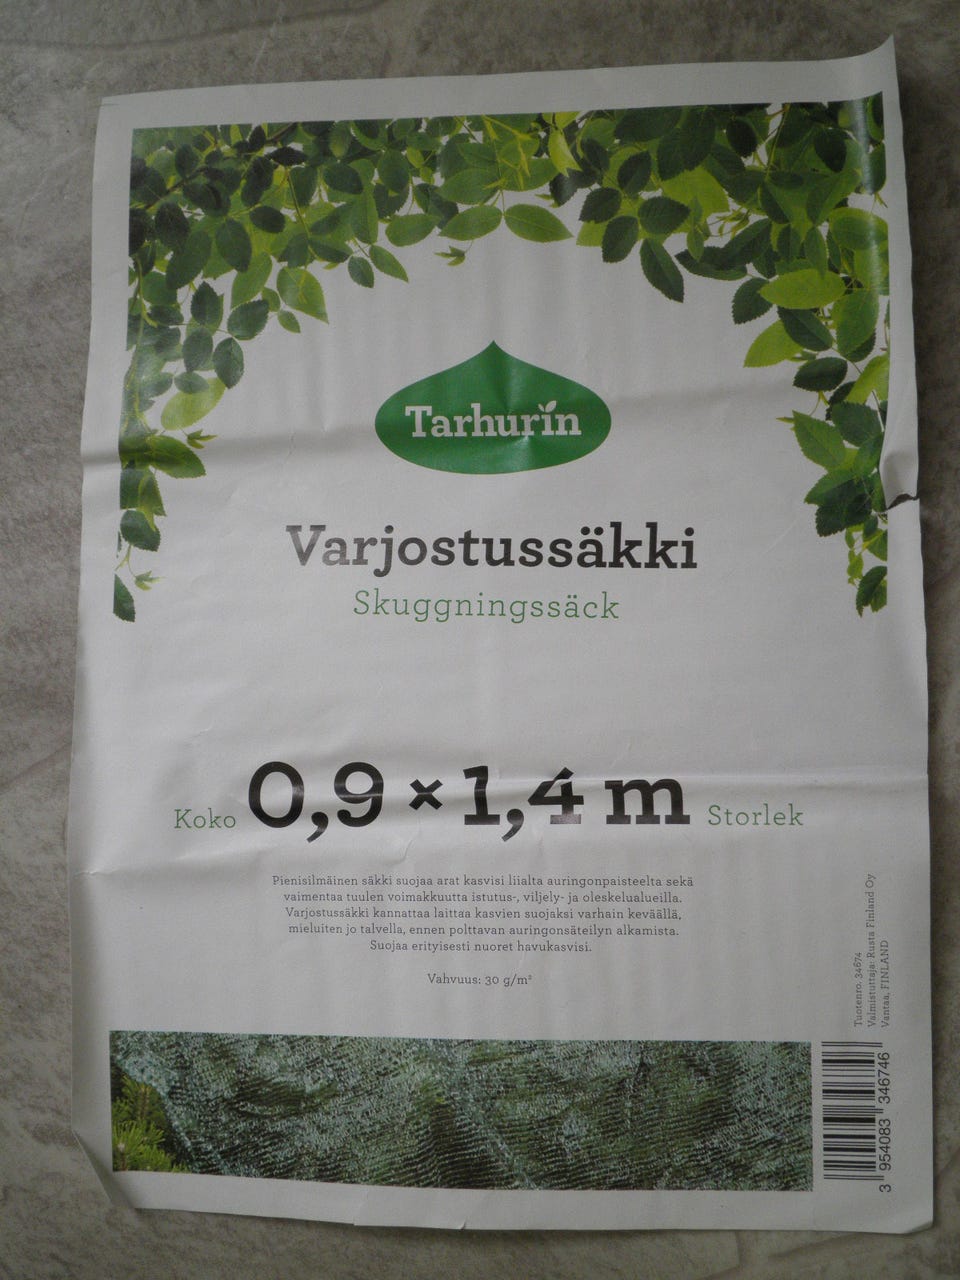 Tarhurin
Varjostussäkki
Skuggningssäck
Koko 0,9 × 1,4 m Storlek
Pienisilmäinen säkki suojaa arat kasvisi liialta auringonpaisteelta sekä
vaimentaa tuulen voimakkuutta istutus-, viljely- ja oleskelualueilla.
Varjostussäkki kannattaa laittaa kasvien suojaksi varhain keväällä,
mieluiten jo talvella, ennen polttavan auringonsäteilyn alkamista.
Suojaa erityisesti nuoret havukasvisi.
Vahvuus: 30 g/m²
Tuotenro. 34674
Valmistuttaja: Rusta Finland Oy
Vantaa, FINLAND
3 954083 346746